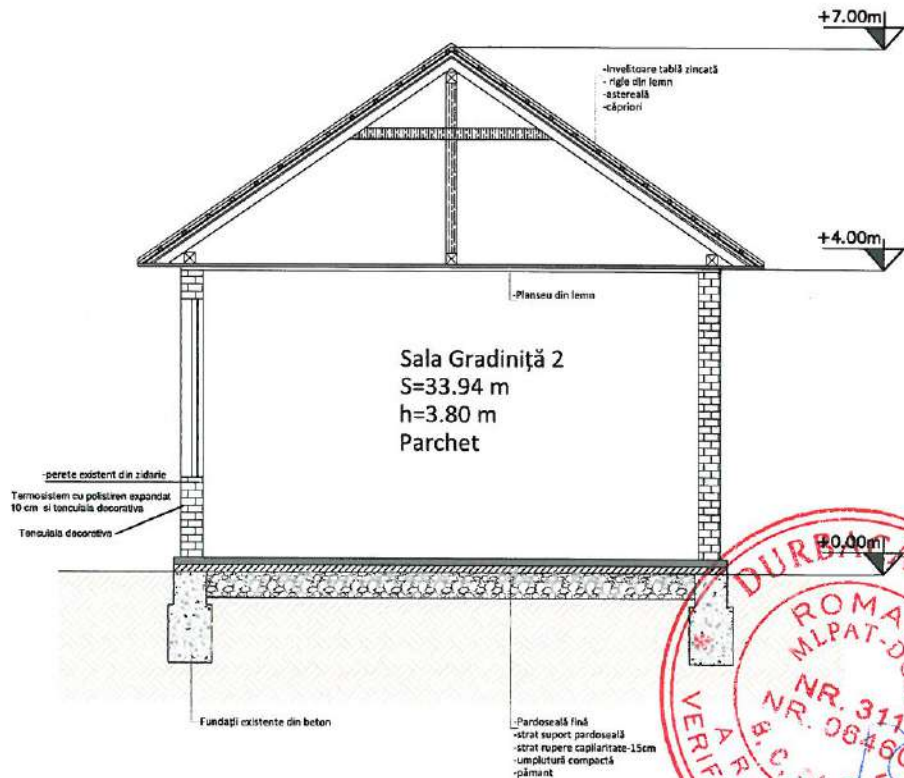 +7.00m
-Invelitoare tablă zincată
- rigle din lemn
-astereală
-căpriori
+4.00m
-Planseu din lemn
Sala Gradiniță 2
S=33.94 m
h=3.80 m
Parchet
-perete existent din zidarie
Termosistem cu polistiren expandat
10 cm si tencuiala decorativa
Tencuiala decorativa
+0.00m
Fundații existente din beton
-Pardoseală fină
-strat suport pardoseală
-strat rupere capilaritate-15cm
-umplutură compactă
-pământ
ROMA
MLPAT-D
NR. 311
NR. 0646
VERIF